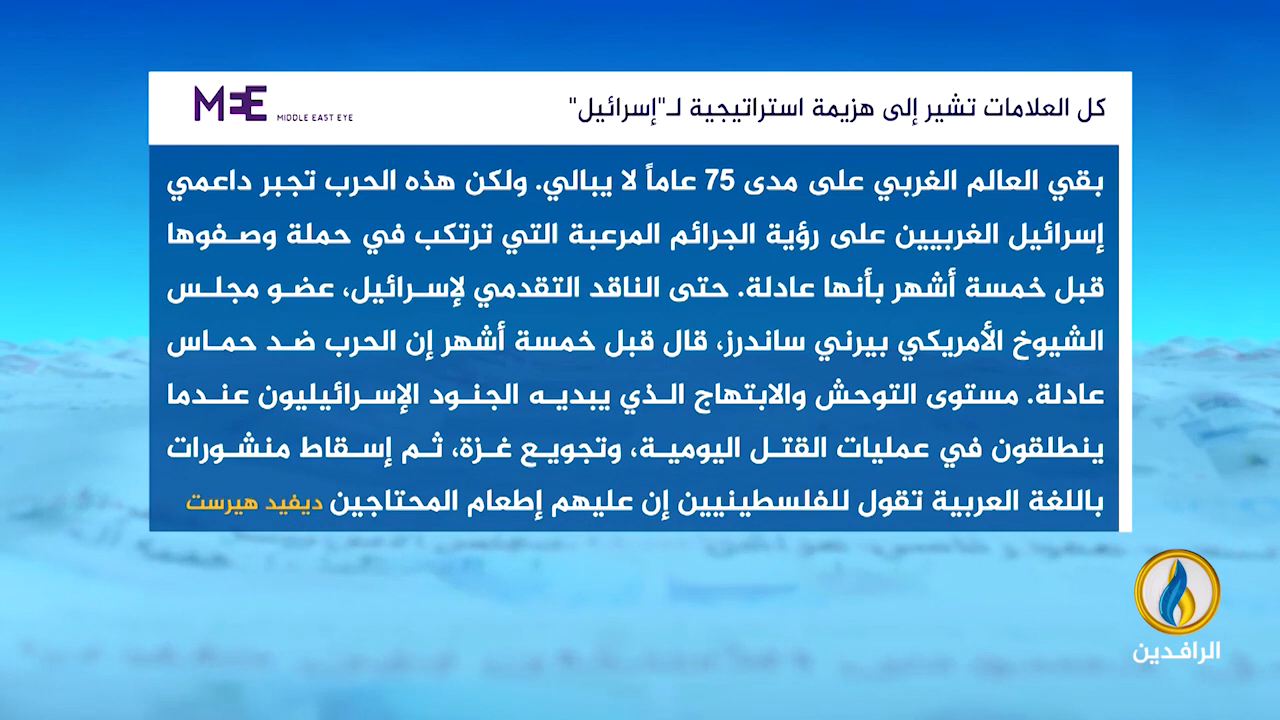 MEE MIDDLE EAST EYE
كل العلامات تشير إلى هزيمة استراتيجية لـ"إسرائيل"
بقي العالم الغربي على مدى 75 عاماً لا يبالي. ولكن هذه الحرب تجبر داعمي
إسرائيل الغربيين على رؤية الجرائم المرعبة التي ترتكب في حملة وصفوها
قبل خمسة أشهر بأنها عادلة. حتى الناقد التقدمي لإسرائيل، عضو مجلس
الشيوخ الأمريكي بيرني ساندرز، قال قبل خمسة أشهر إن الحرب ضد حماس
عادلة. مستوى التوحش والابتهاج الذي يبديه الجنود الإسرائيليون عندما
ينطلقون في عمليات القتل اليومية، وتجويع غزة، ثم إسقاط منشورات
باللغة العربية تقول للفلسطينيين إن عليهم إطعام المحتاجين ديفيد هيرست
الرافدين